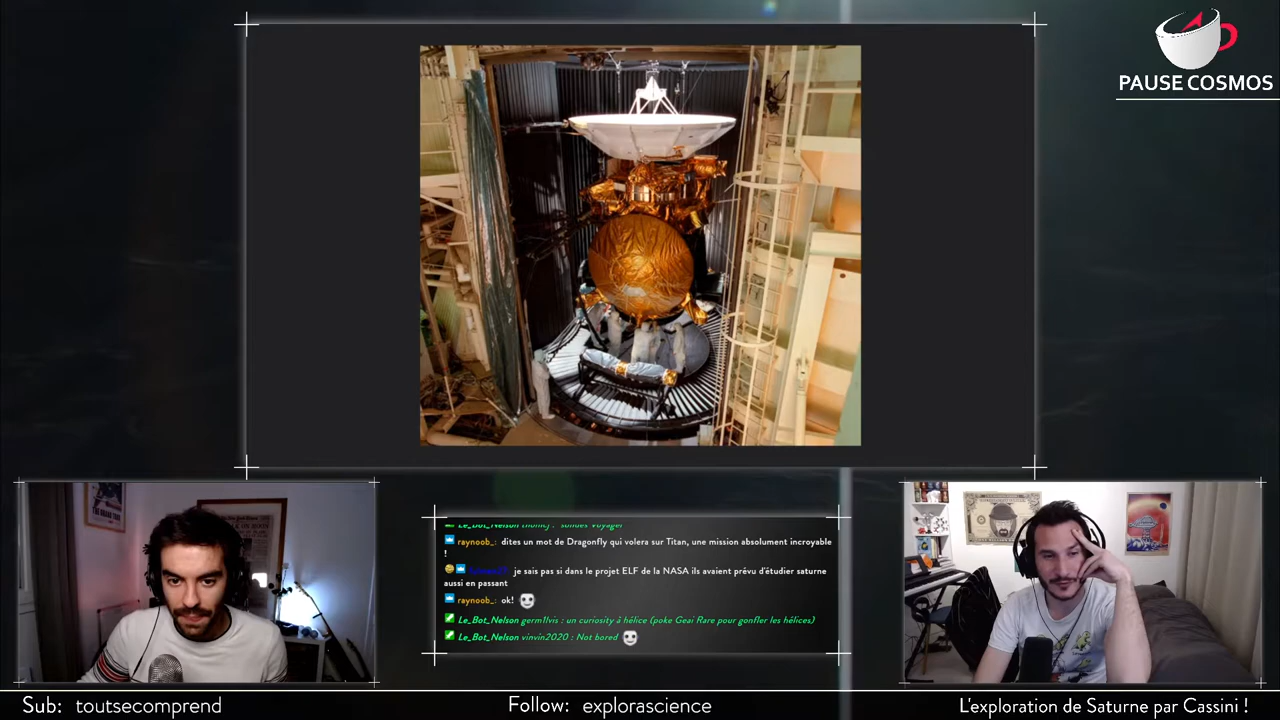 PAUSE COSMOS
Le_Bot_Nelson
raynoob_: dites un mot de Dragonfly qui volera sur Titan, une mission absolument incroyable
!
je sais pas si dans le projet ELF de la NASA ils avaient prévu d'étudier saturne
aussi en passant
raynoob_: ok!
Le_Bot_Nelson germ1lvis : un curiosity à hélice (poke Geai Rare pour gonfler les hélices)
Le_Bot_Nelson vinvin2020 : Not bored
Sub: toutsecomprend
Follow: explorascience
L'exploration de Saturne par Cassini !